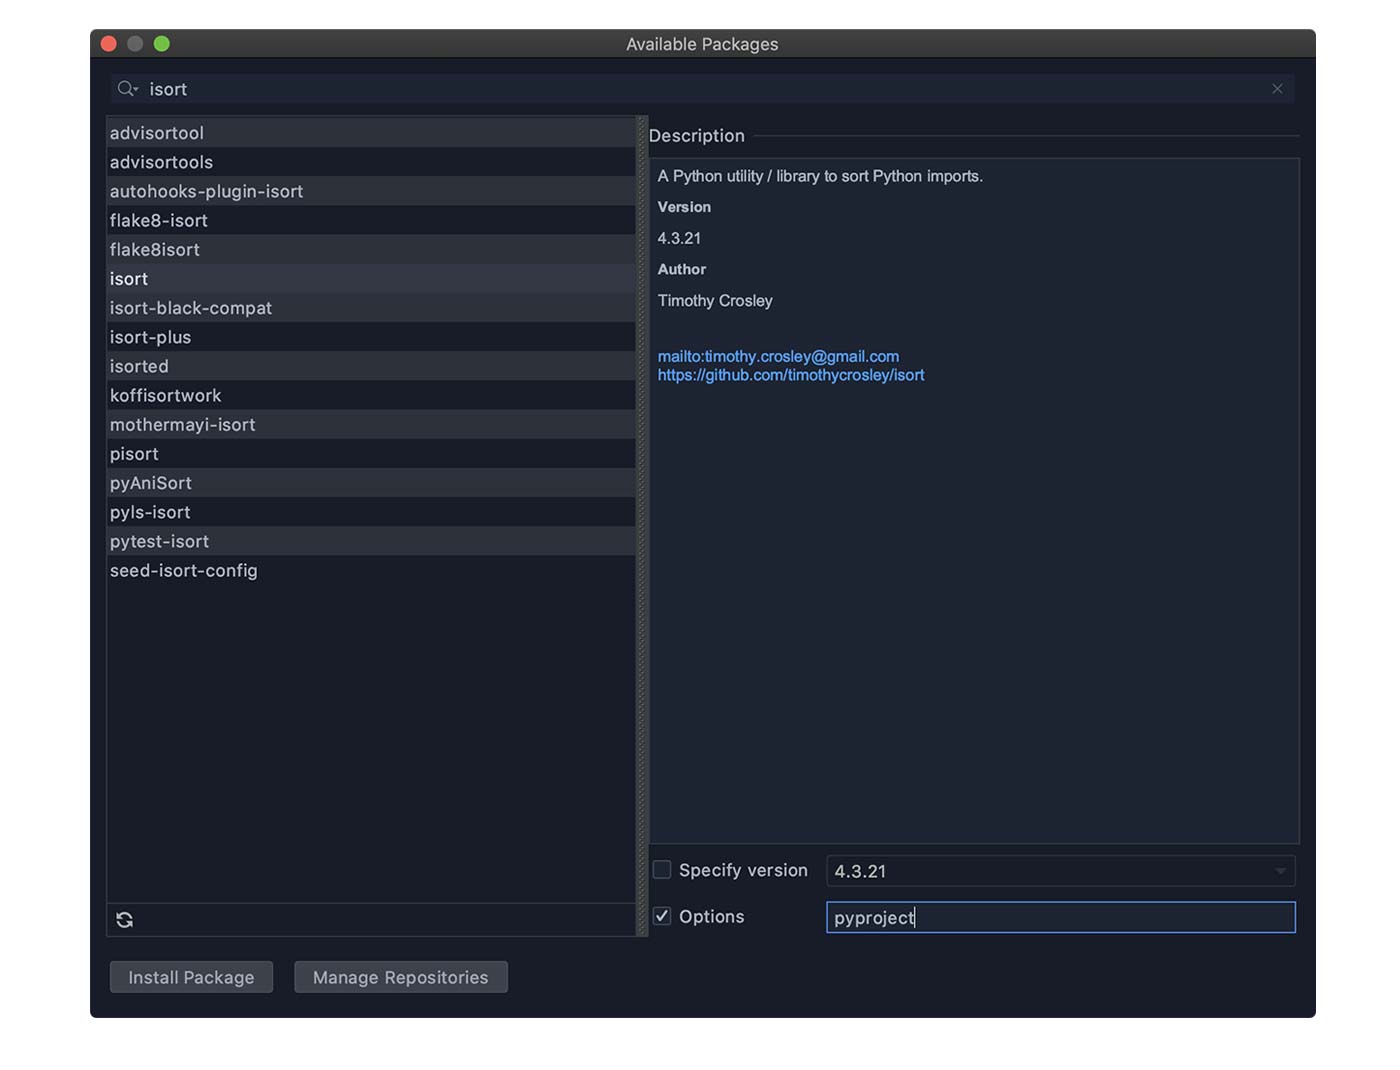 Available Packages
isort
advisortool
advisortools
autohooks-plugin-isort
flake8-isort
flake8isort
isort
isort-black-compat
isort-plus
isorted
koffisortwork
mothermayi-isort
pisort
pyAniSort
pyls-isort
pytest-isort
seed-isort-config
Description
A Python utility / library to sort Python imports.
Version
4.3.21
Author
Timothy Crosley
mailto:timothy.crosley@gmail.com
https://github.com/timothycrosley/isort
Specify version 4.3.21
Options pyproject
Install Package Manage Repositories